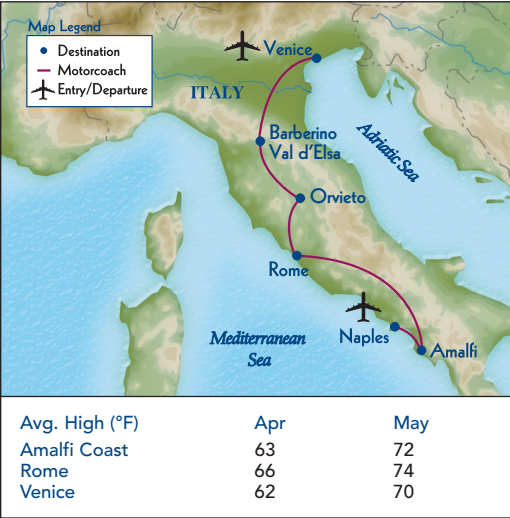 Map Legend
Destination
Motorcoach
Entry/Departure
Venice
ITALY
Barberino
Val d'Elsa
Adriatic Sea
Orvieto
Rome
Mediterranean
Sea
Naples
Amalfi
Avg. High (°F) Apr May
Amalfi Coast 63 72
Rome 66 74
Venice 62 70